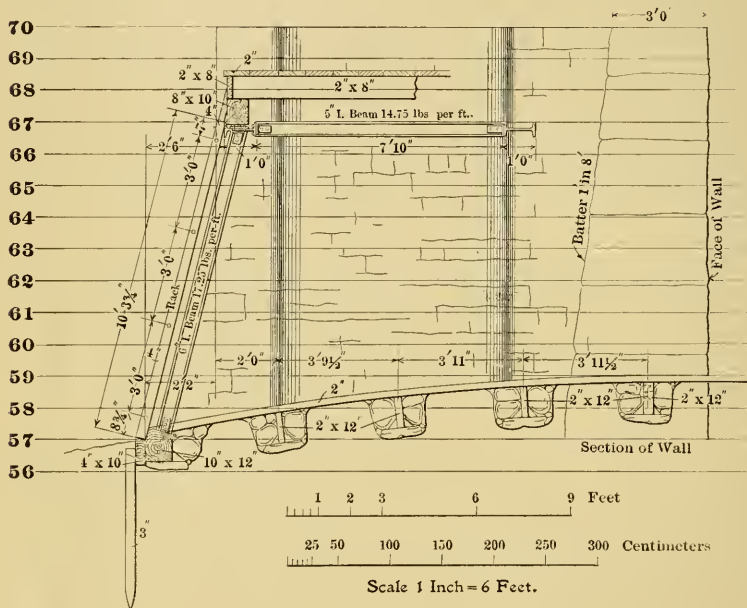 70
3'0
69
2"
2" x 8"
68
2" x 8"
8" x 10"
4"
5" I. Beam 14.75 lbs per ft..
67
7"
2'6"
1'0"
7'10"
1'0"
66
3'0"
65
Batter 1' in 8'
Face of Wall
64
63
3'0"
6" I. Beam 17.25 lbs. per ft.
62
Rack
10' 3¾"
61
60
2'0"
3'9½"
3'11"
3'11½"
59
3'0"
2'2"
2"
58
8¾"
2" x 12"
2" x 12"
2" x 12"
57
Section of Wall
4" x 10"
10" x 12"
56
3"
1 2 3 6 9 Feet
25 50 100 150 200 250 300 Centimeters
Scale 1 Inch = 6 Feet.